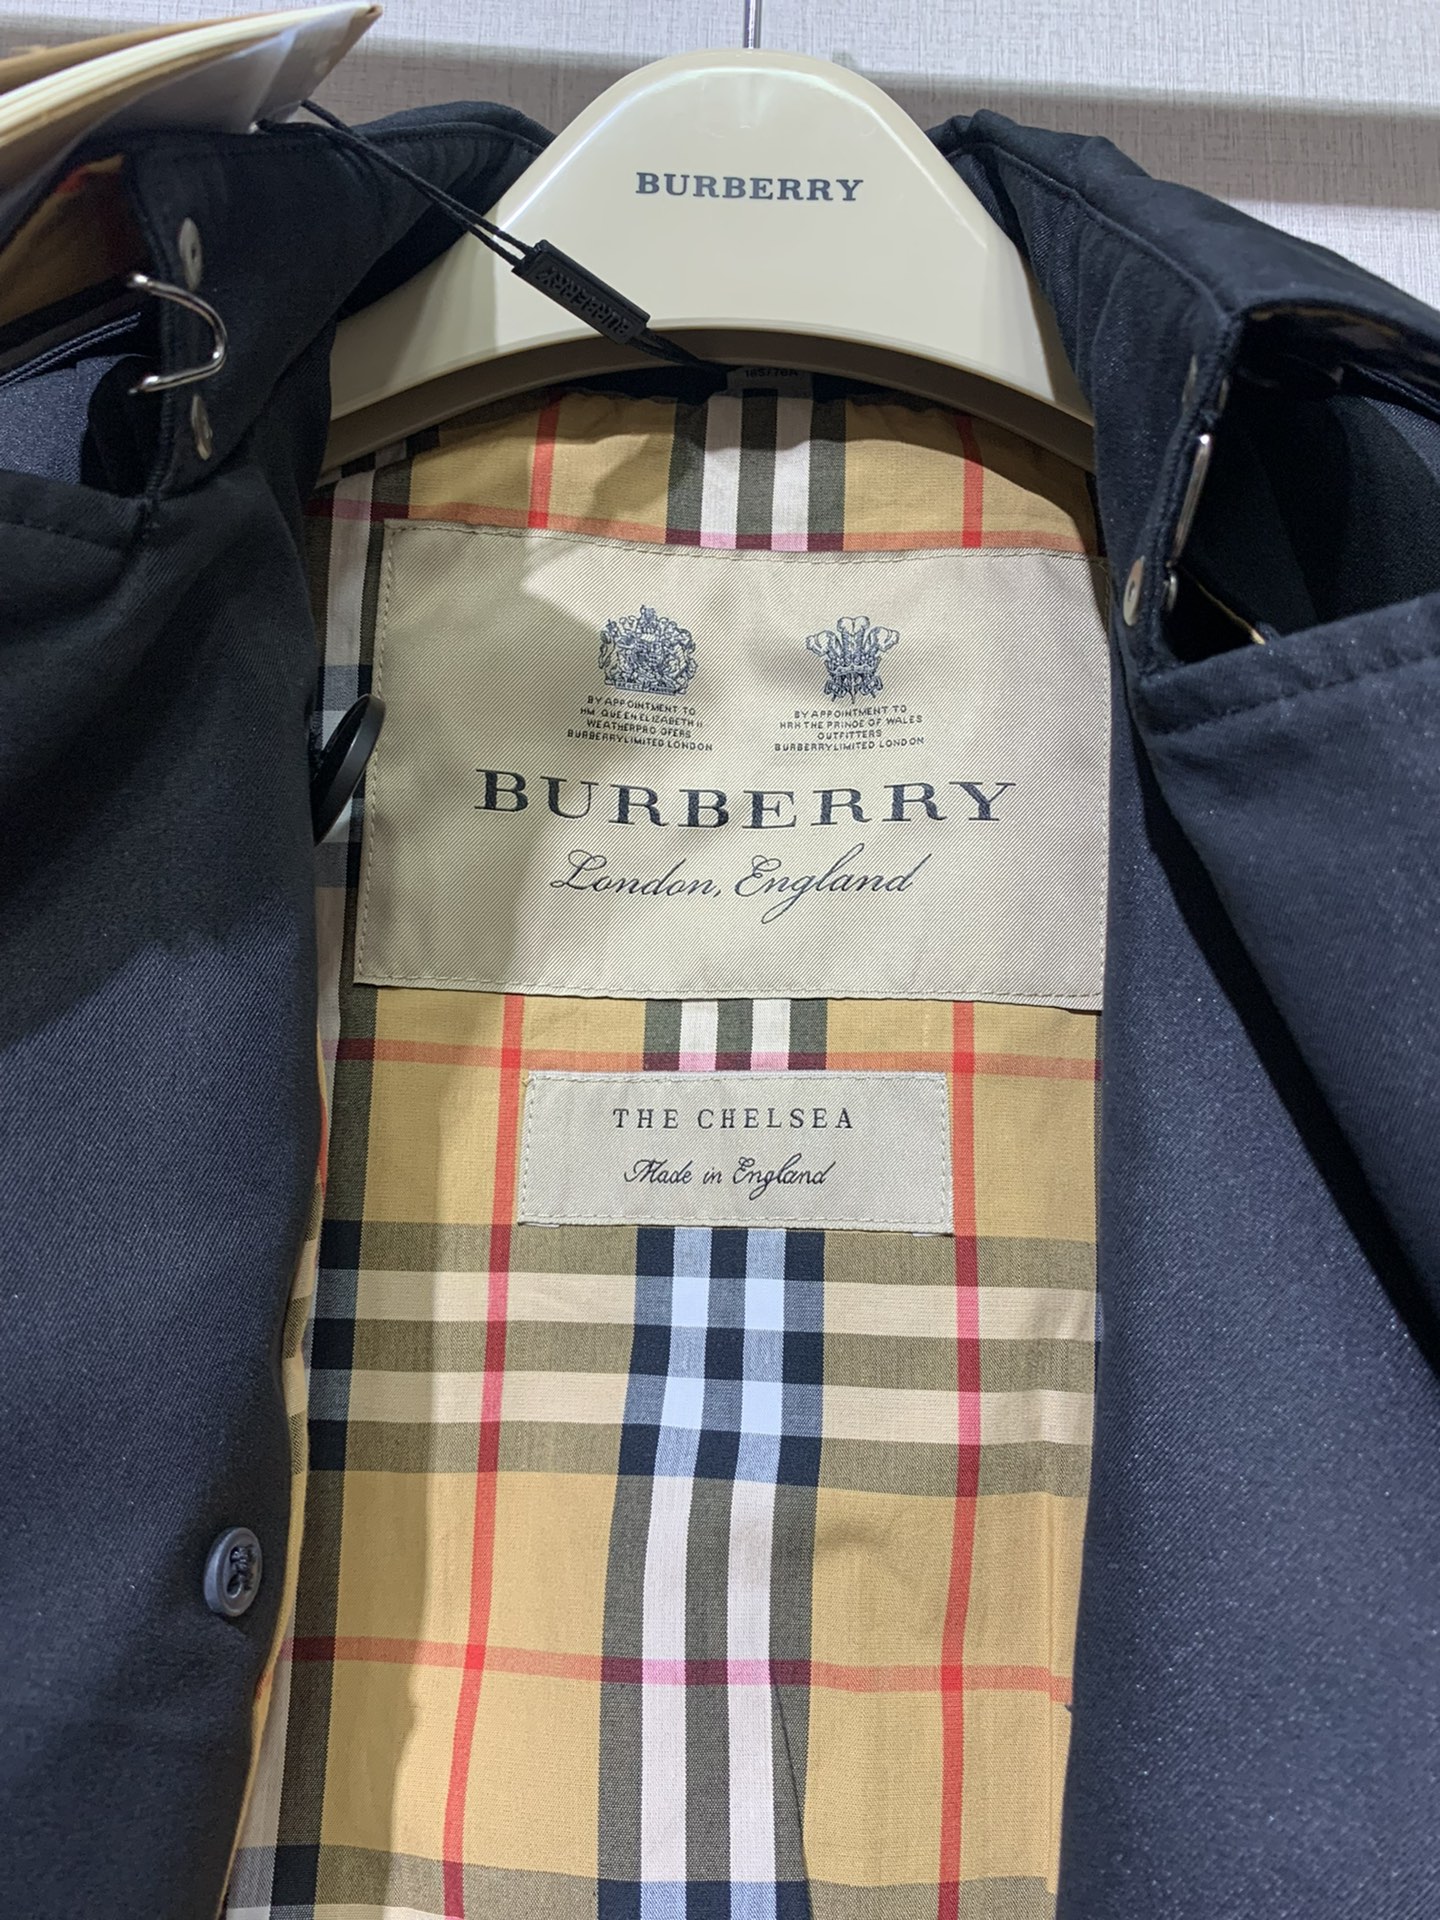 BURBERRY
BURBERRY
BY APPOINTMENT TO
HM QUEEN ELIZABETH II
WEATHERPROOFERS
BURBERRY LIMITED LONDON
BY APPOINTMENT TO
HRH THE PRINCE OF WALES
OUTFITTERS
BURBERRY LIMITED LONDON
BURBERRY
London, England
THE CHELSEA
Made in England